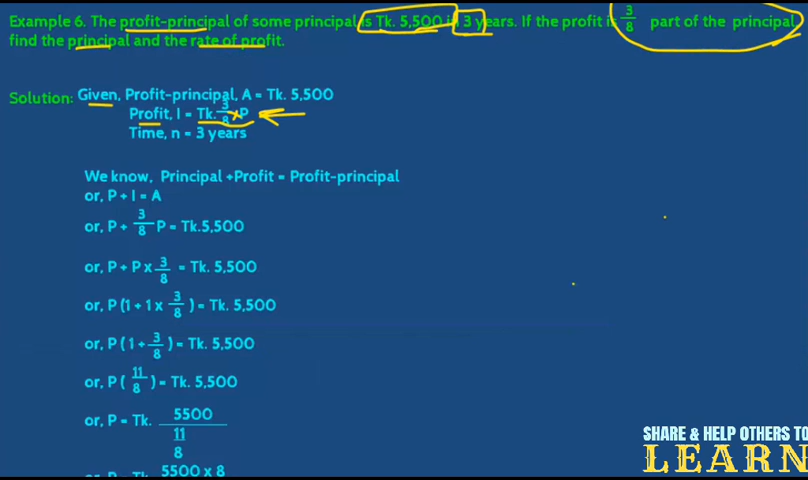 Example 6. The profit-principal of some principal is Tk. 5,500 in 3 years. If the profit is 3/8 part of the principal
find the principal and the rate of profit.
Solution: Given, Profit-principal, A = Tk. 5,500
Profit, I = Tk. 3/8 × P
Time, n = 3 years
We know, Principal +Profit = Profit-principal
or, P + I = A
or, P + 3/8 P = Tk.5,500
or, P + P x 3/8 = Tk. 5,500
or, P (1 + 1 x 3/8 ) = Tk. 5,500
or, P ( 1 + 3/8 ) = Tk. 5,500
or, P ( 11/8 ) = Tk. 5,500
or, P = Tk. 5500 / 11/8
or, P = Tk. 5500 x 8
SHARE & HELP OTHERS TO
LEARN